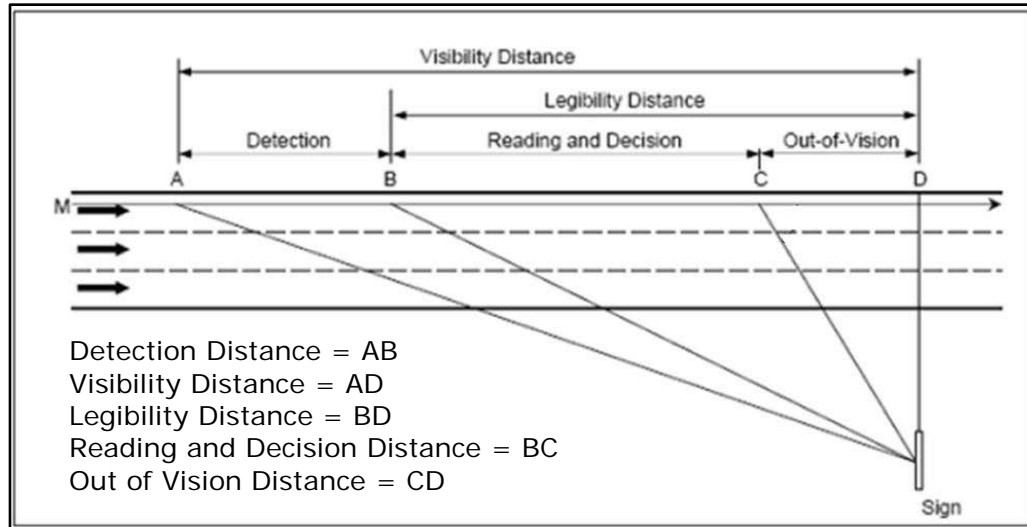 Visibility Distance
Legibility Distance
Detection Reading and Decision Out-of-Vision
A B C D
M
Detection Distance = AB
Visibility Distance = AD
Legibility Distance = BD
Reading and Decision Distance = BC
Out of Vision Distance = CD
Sign